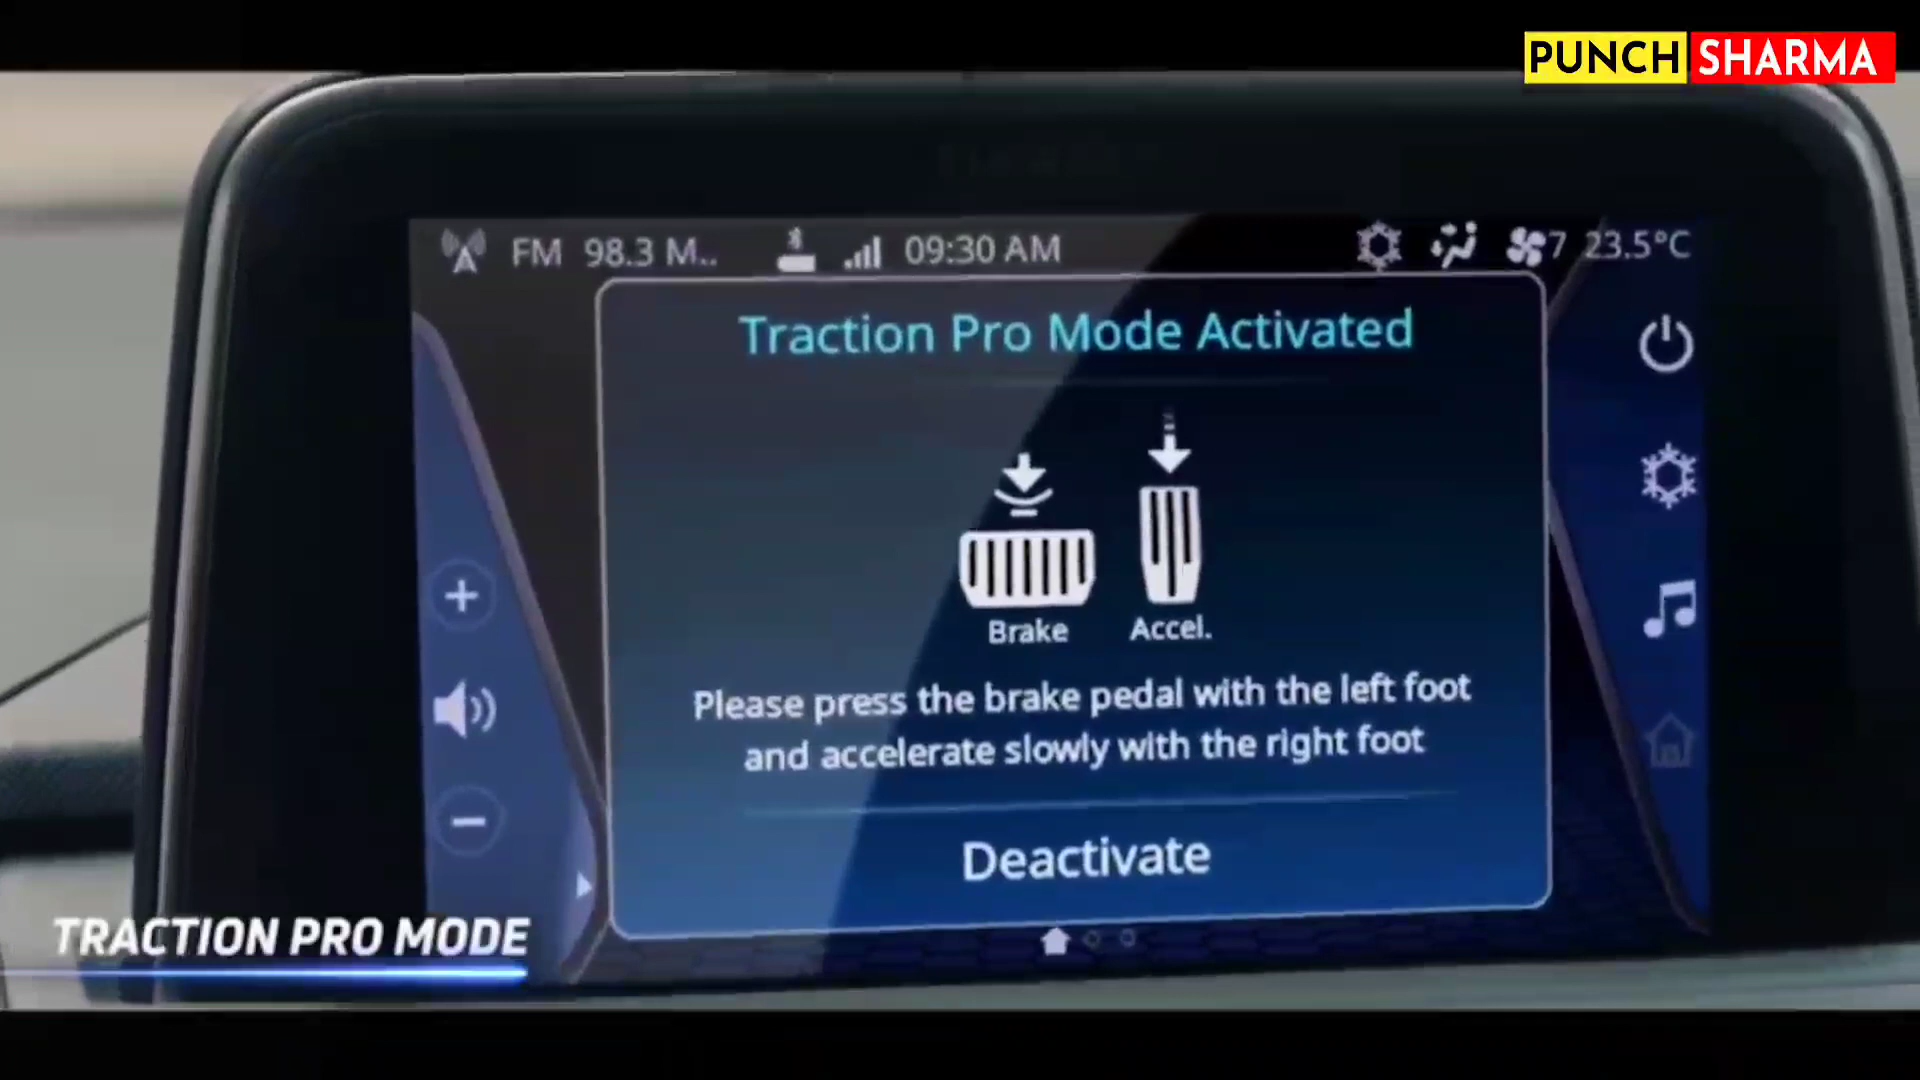 PUNCH SHARMA
FM 98.3 M.. 09:30 AM 7 23.5°C
Traction Pro Mode Activated
Brake Accel.
Please press the brake pedal with the left foot
and accelerate slowly with the right foot
Deactivate
TRACTION PRO MODE